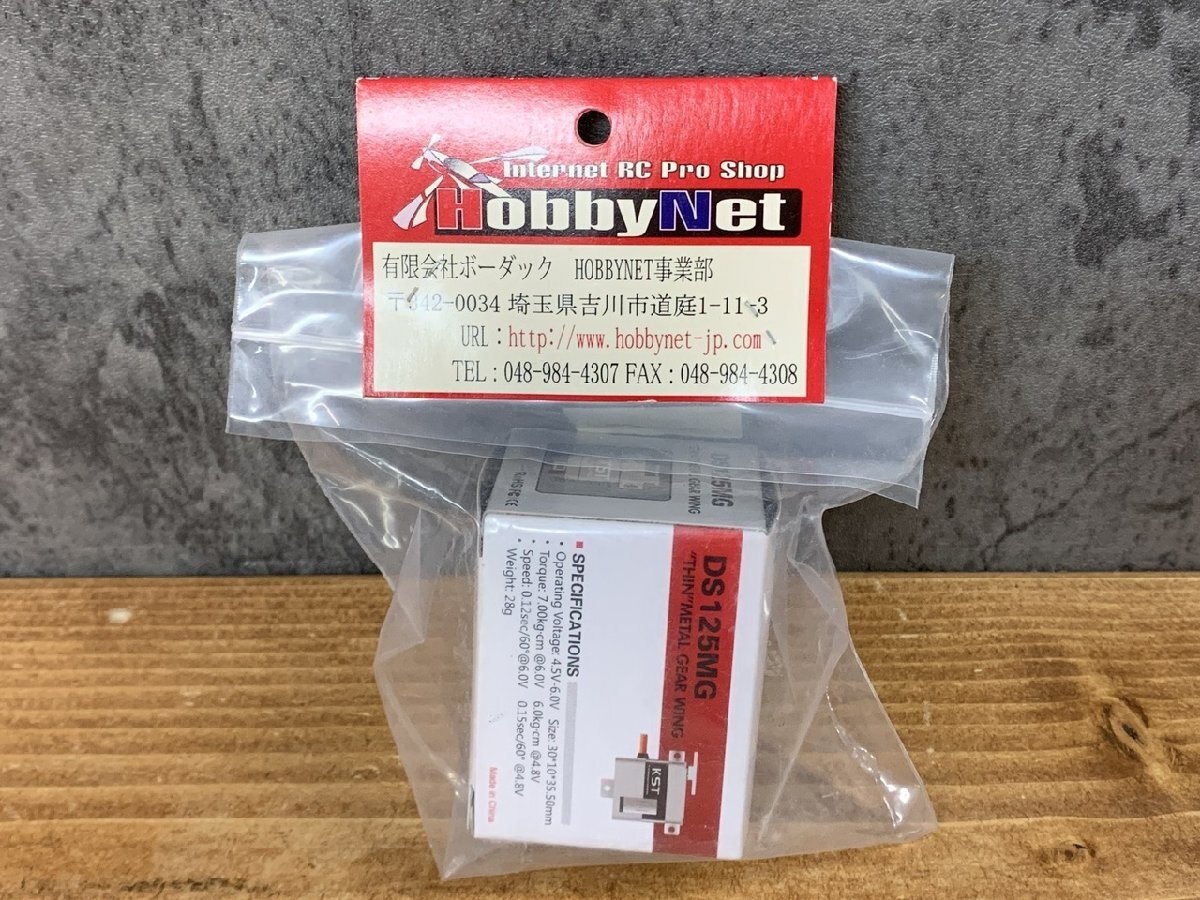 Internet RC Pro Shop
HobbyNet
有限会社ボーダック HOBBYNET事業部
〒342-0034 埼玉県吉川市道庭1-11-3
URL：http://www.hobbynet-jp.com
TEL：048-984-4307 FAX：048-984-4308
DS125MG
"THIN"METAL GEAR WING
KST
SPECIFICATIONS
• Operating Voltage: 4.5V-6.0V Size: 30*10*35.50mm
• Torque: 7.00kg·cm @6.0V 6.0kg·cm @4.8V
• Speed: 0.12sec/60°@6.0V 0.15sec/60° @4.8V
Weight: 28g
Made in China